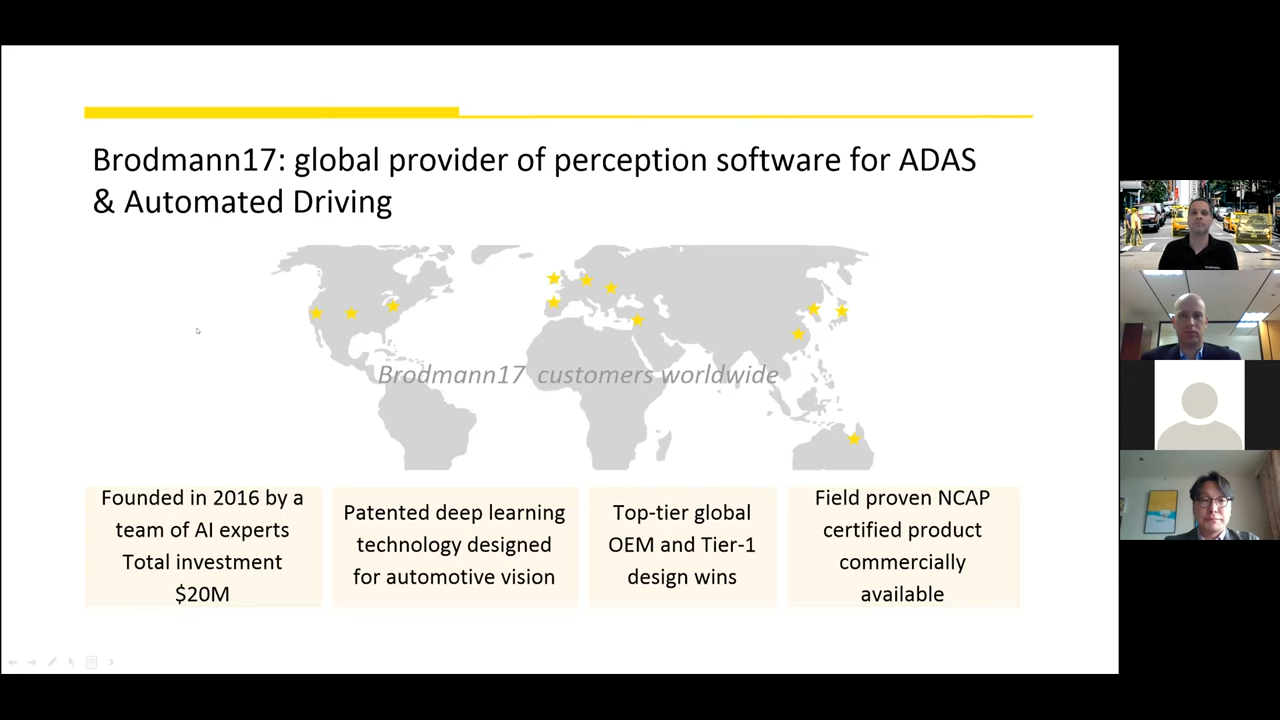 Brodmann17: global provider of perception software for ADAS
& Automated Driving
Brodmann17 customers worldwide
Founded in 2016 by a
team of AI experts
Total investment
$20M
Patented deep learning
technology designed
for automotive vision
Top-tier global
OEM and Tier-1
design wins
Field proven NCAP
certified product
commercially
available